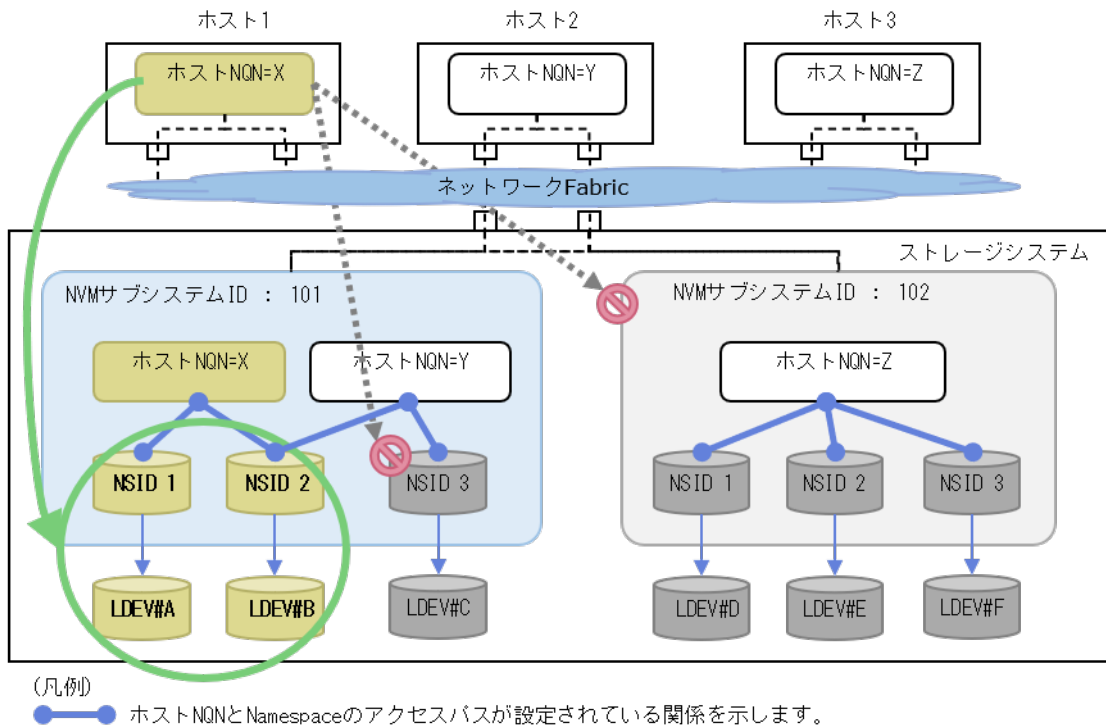 ホスト1
ホスト2
ホスト3
ホストNQN=X
ホストNQN=Y
ホストNQN=Z
ネットワークFabric
ストレージシステム
NVMサブシステムID : 101
NVMサブシステムID : 102
ホストNQN=X
ホストNQN=Y
ホストNQN=Z
NSID 1
NSID 2
NSID 3
NSID 1
NSID 2
NSID 3
LDEV#A
LDEV#B
LDEV#C
LDEV#D
LDEV#E
LDEV#F
(凡例)
ホストNQNとNamespaceのアクセスパスが設定されている関係を示します。